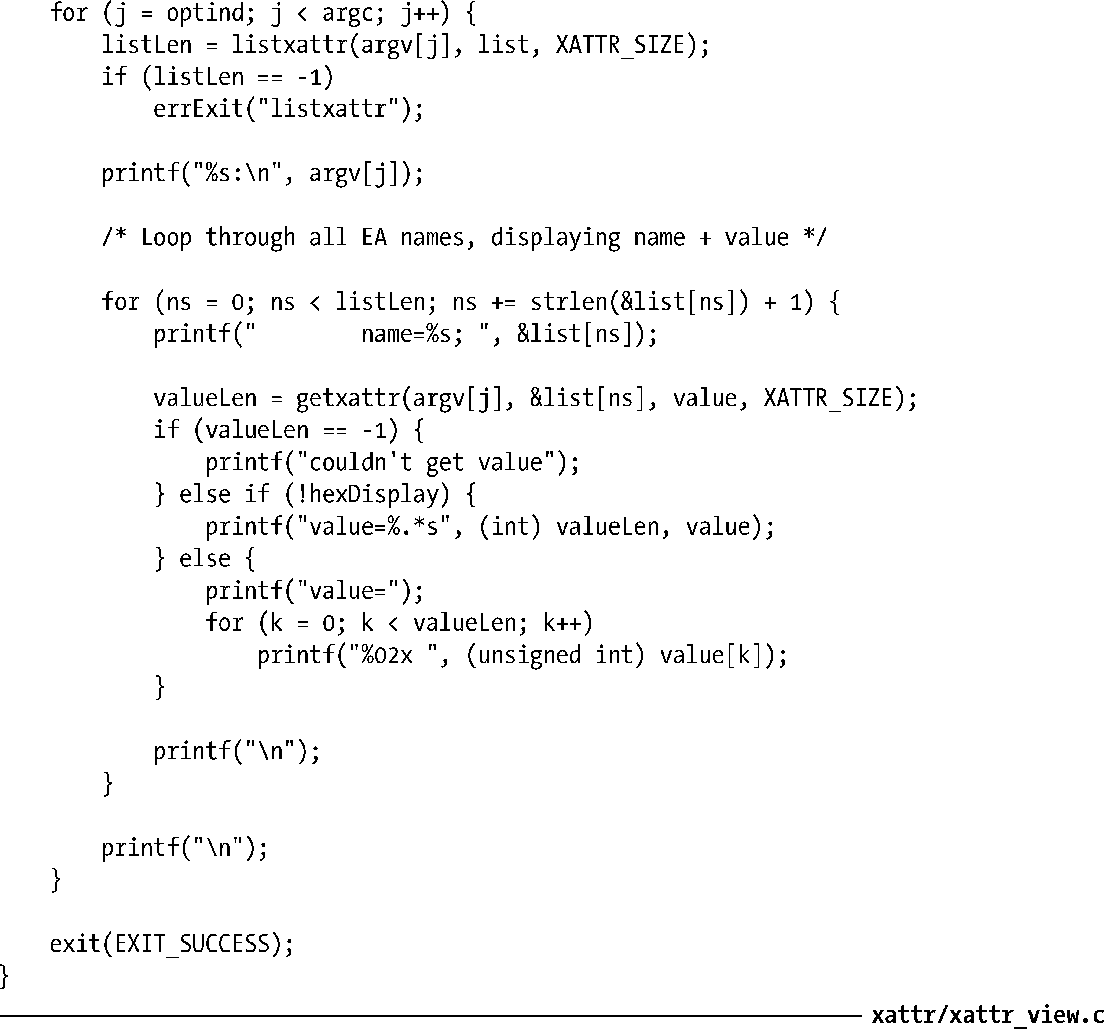 for (j = optind; j < argc; j++) {
        listLen = listxattr(argv[j], list, XATTR_SIZE);
        if (listLen == -1)
            errExit("listxattr");

        printf("%s:\n", argv[j]);

        /* Loop through all EA names, displaying name + value */

        for (ns = 0; ns < listLen; ns += strlen(&list[ns]) + 1) {
            printf("        name=%s; ", &list[ns]);

            valueLen = getxattr(argv[j], &list[ns], value, XATTR_SIZE);
            if (valueLen == -1) {
                printf("couldn't get value");
            } else if (!hexDisplay) {
                printf("value=%.*s", (int) valueLen, value);
            } else {
                printf("value=");
                for (k = 0; k < valueLen; k++)
                    printf("%02x ", (unsigned int) value[k]);
            }

            printf("\n");
        }

        printf("\n");
    }

    exit(EXIT_SUCCESS);
}
xattr/xattr_view.c